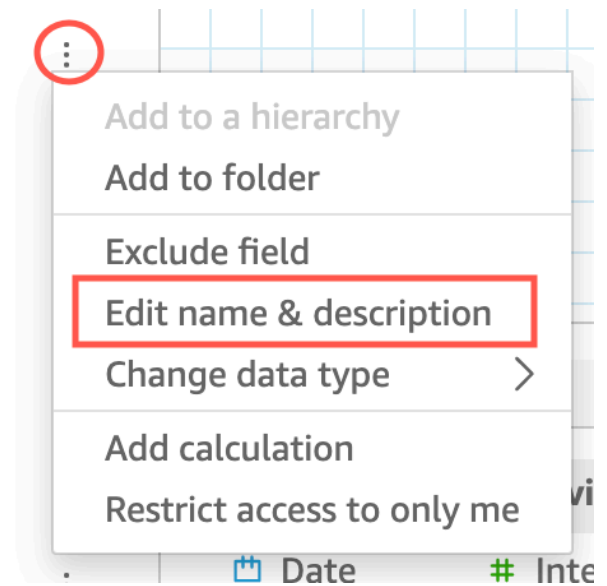 Add to a hierarchy
Add to folder
Exclude field
Edit name & description
Change data type
Add calculation
Restrict access to only me
Date